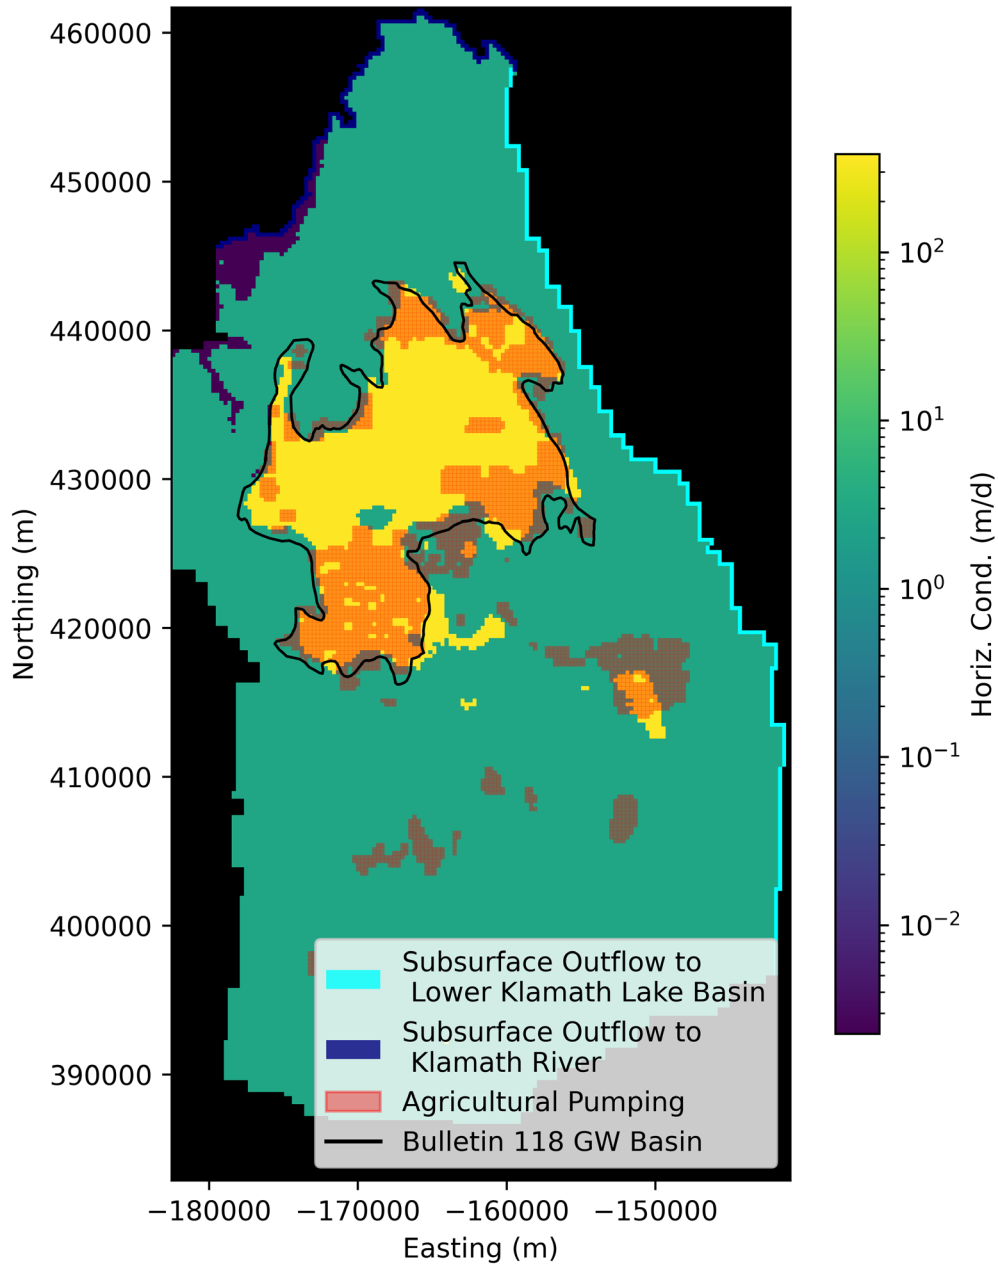 460000
450000
440000
430000
420000
410000
400000
390000
Northing (m)
−180000
−170000
−160000
−150000
Easting (m)
10²
10¹
10⁰
10⁻¹
10⁻²
Horiz. Cond. (m/d)
Subsurface Outflow to
Lower Klamath Lake Basin
Subsurface Outflow to
Klamath River
Agricultural Pumping
Bulletin 118 GW Basin